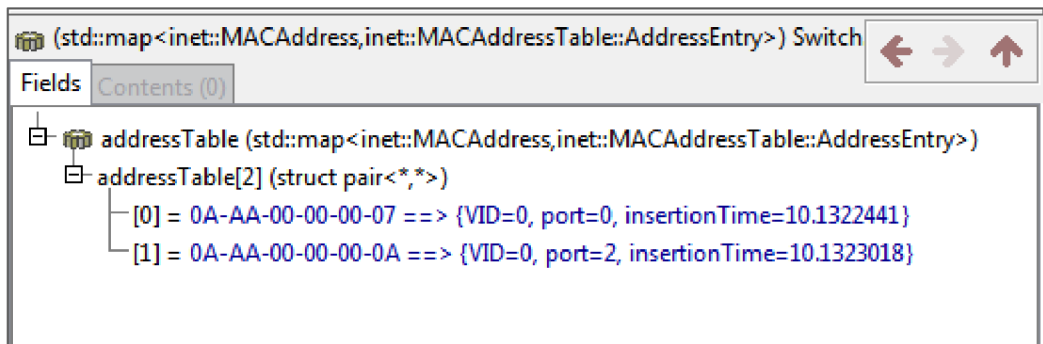 (std::map<inet::MACAddress,inet::MACAddressTable::AddressEntry>) Switch
Fields Contents (0)
addressTable (std::map<inet::MACAddress,inet::MACAddressTable::AddressEntry>)
addressTable[2] (struct pair<*,*>)
[0] = 0A-AA-00-00-00-07 ==> {VID=0, port=0, insertionTime=10.1322441}
[1] = 0A-AA-00-00-00-0A ==> {VID=0, port=2, insertionTime=10.1323018}